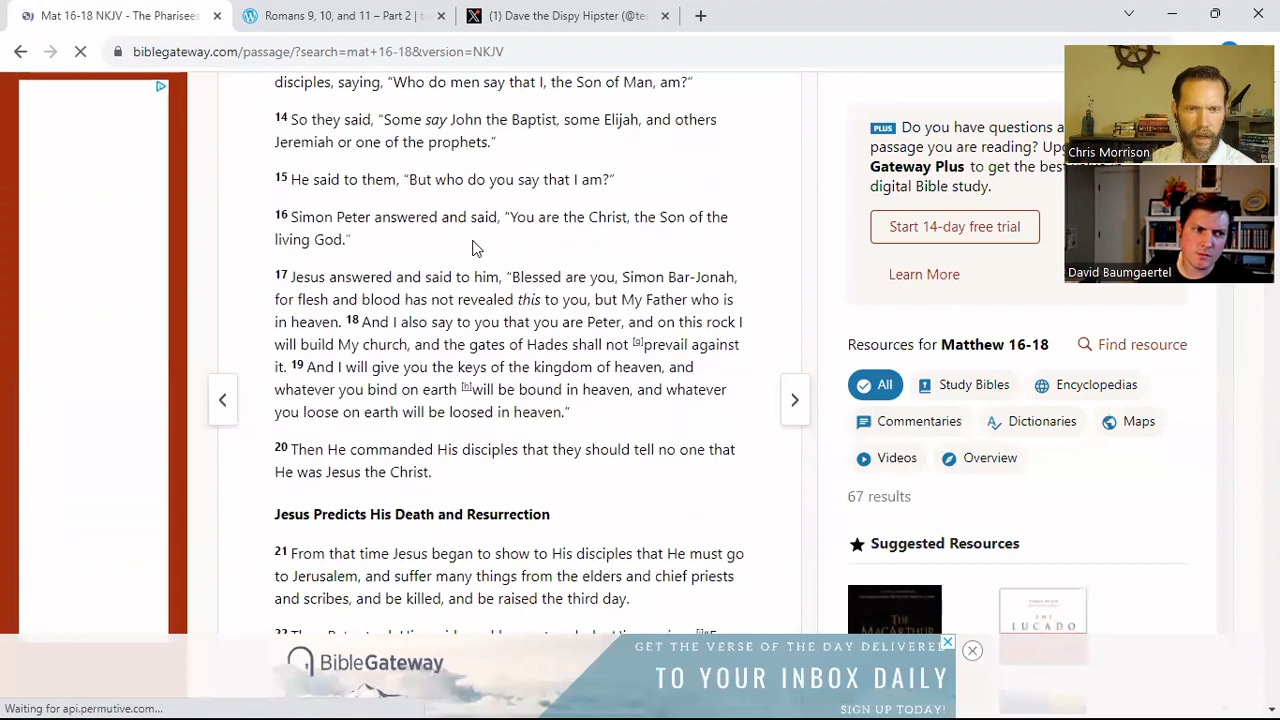 Mat 16-18 NKJV - The Pharisees
Romans 9, 10, and 11 – Part 2 | t
(1) Dave the Dispy Hipster (@tes
biblegateway.com/passage/?search=mat+16-18&version=NKJV
disciples, saying, "Who do men say that I, the Son of Man, am?"
14 So they said, "Some say John the Baptist, some Elijah, and others
Jeremiah or one of the prophets."
15 He said to them, "But who do you say that I am?"
16 Simon Peter answered and said, "You are the Christ, the Son of the
living God."
17 Jesus answered and said to him, "Blessed are you, Simon Bar-Jonah,
for flesh and blood has not revealed this to you, but My Father who is
in heaven. 18 And I also say to you that you are Peter, and on this rock I
will build My church, and the gates of Hades shall not [g]prevail against
it. 19 And I will give you the keys of the kingdom of heaven, and
whatever you bind on earth [h]will be bound in heaven, and whatever
you loose on earth will be loosed in heaven."
20 Then He commanded His disciples that they should tell no one that
He was Jesus the Christ.
Jesus Predicts His Death and Resurrection
21 From that time Jesus began to show to His disciples that He must go
to Jerusalem, and suffer many things from the elders and chief priests
and scribes, and be killed, and be raised the third day.
PLUS Do you have questions a
passage you are reading? Up
Gateway Plus to get the best
digital Bible study.
Start 14-day free trial
Learn More
Resources for Matthew 16-18
Find resource
All
Study Bibles
Encyclopedias
Commentaries
Dictionaries
Maps
Videos
Overview
67 results
Suggested Resources
THE
MACARTHUR
THE
LUCADO
Chris Morrison
David Baumgaertel
BibleGateway
GET THE VERSE OF THE DAY DELIVERED
TO YOUR INBOX DAILY
SIGN UP TODAY!
Waiting for api.permutive.com...